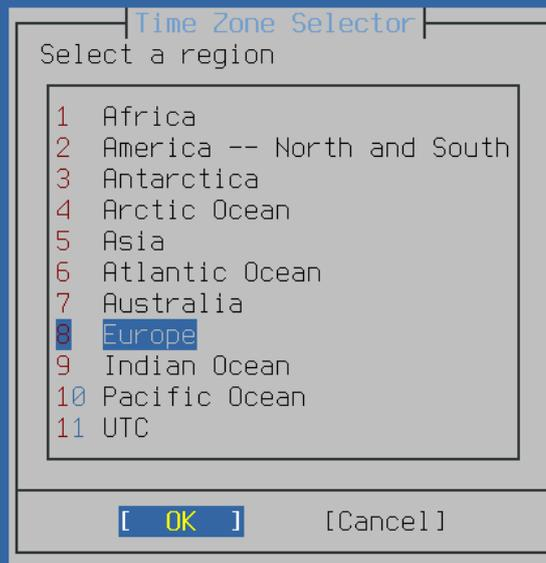 Time Zone Selector
Select a region
1 Africa
2 America -- North and South
3 Antarctica
4 Arctic Ocean
5 Asia
6 Atlantic Ocean
7 Australia
8 Europe
9 Indian Ocean
10 Pacific Ocean
11 UTC
[ OK ] [Cancel]